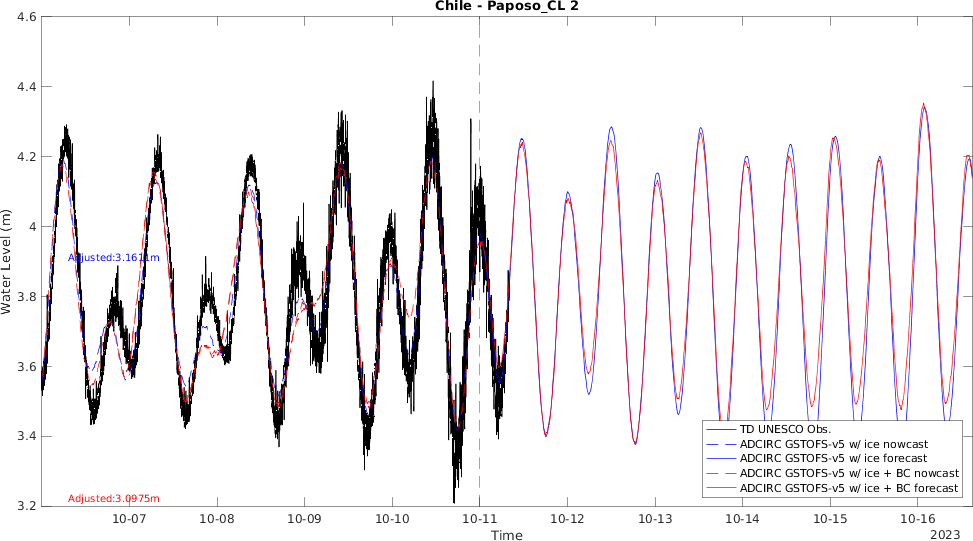 Chile - Paposo_CL 2
4.6
4.4
4.2
4
3.8
3.6
3.4
3.2
Water Level (m)
Adjusted:3.1611m
Adjusted:3.0975m
TD UNESCO Obs.
ADCIRC GSTOFS-v5 w/ ice nowcast
ADCIRC GSTOFS-v5 w/ ice forecast
ADCIRC GSTOFS-v5 w/ ice + BC nowcast
ADCIRC GSTOFS-v5 w/ ice + BC forecast
10-07 10-08 10-09 10-10 10-11 10-12 10-13 10-14 10-15 10-16
Time
2023